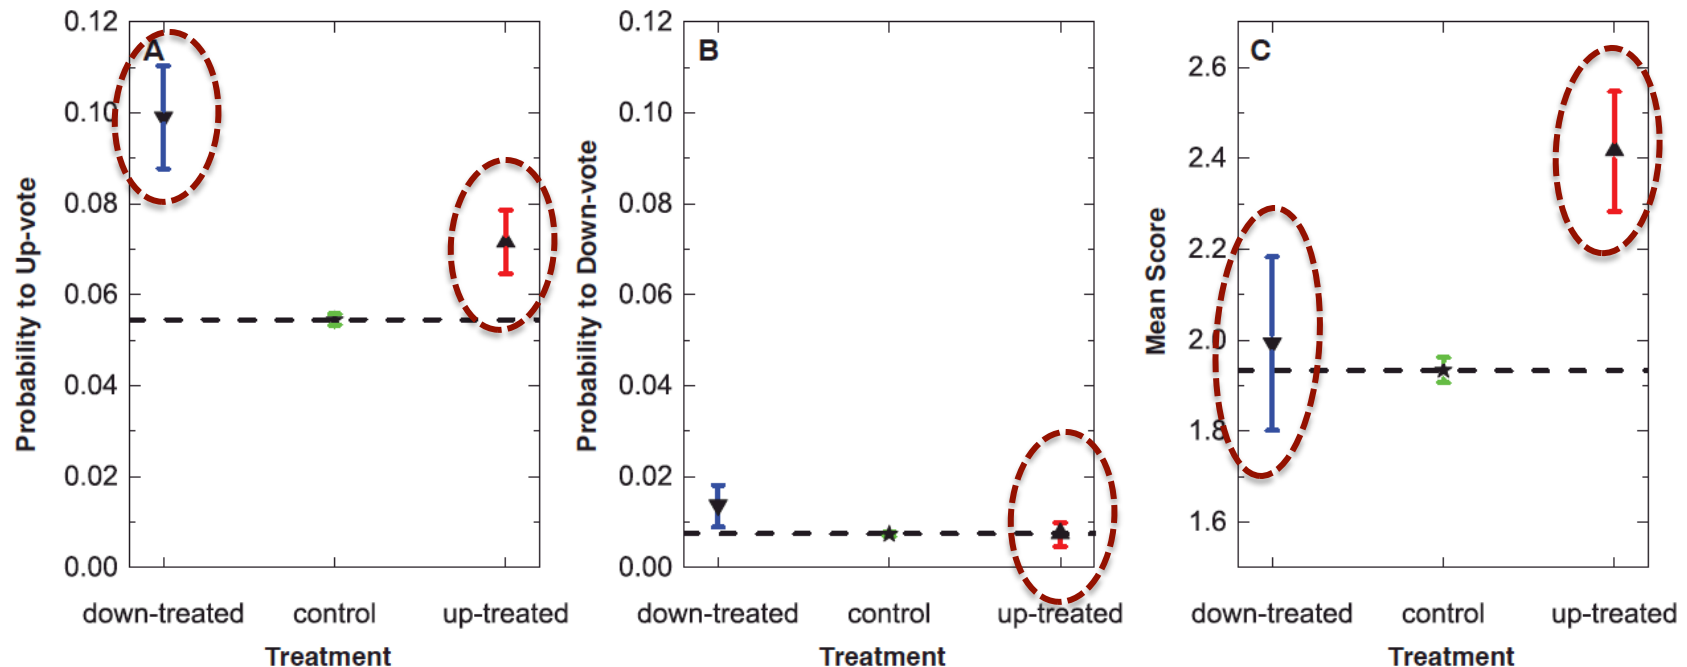 A
Probability to Up-vote
0.12
0.10
0.08
0.06
0.04
0.02
0.00
down-treated control up-treated
Treatment
B
Probability to Down-vote
0.12
0.10
0.08
0.06
0.04
0.02
0.00
down-treated control up-treated
Treatment
C
Mean Score
2.6
2.4
2.2
2.0
1.8
1.6
down-treated control up-treated
Treatment